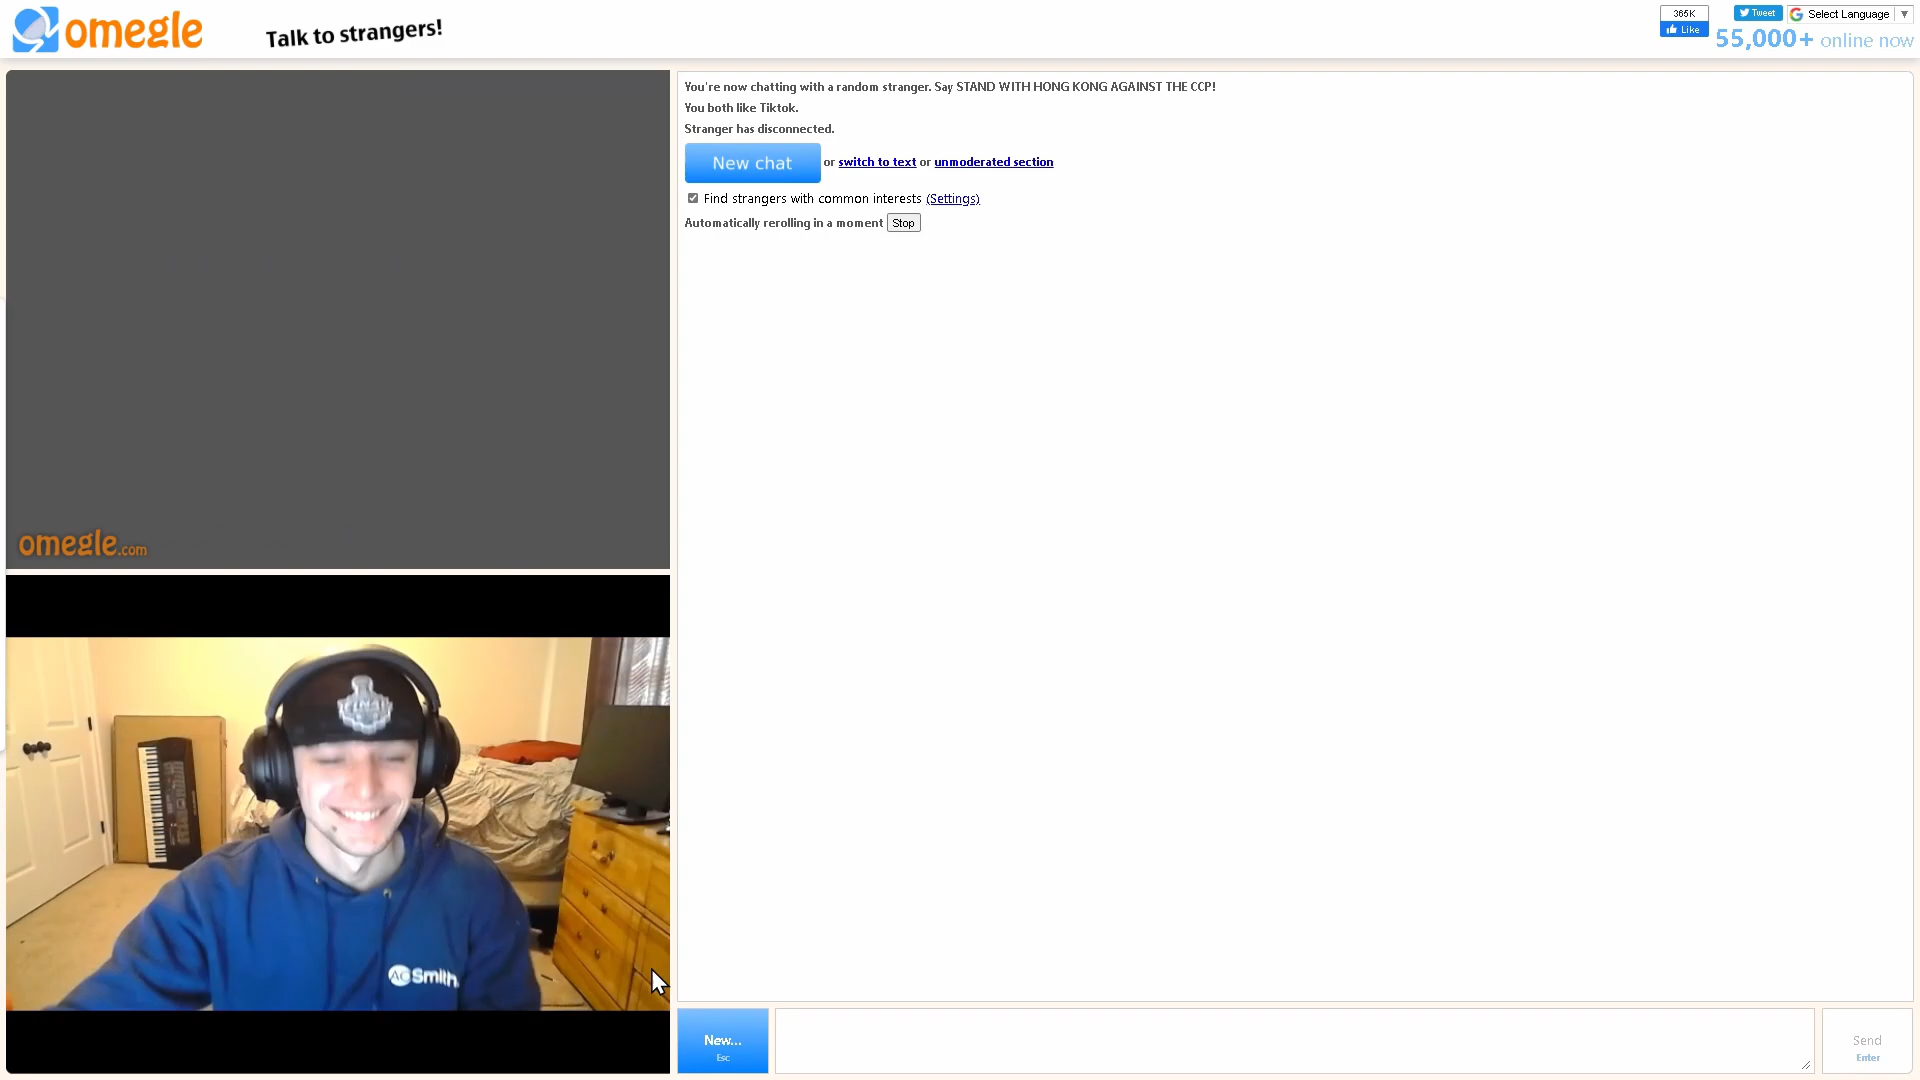 omegle
Talk to strangers!
365K
Like
Tweet
Select Language
55,000+ online now
You're now chatting with a random stranger. Say STAND WITH HONG KONG AGAINST THE CCP!
You both like Tiktok.
Stranger has disconnected.
New chat or switch to text or unmoderated section
Find strangers with common interests (Settings)
Automatically rerolling in a moment Stop
omegle.com
FINAL
AO Smith
New...
Esc
Send
Enter